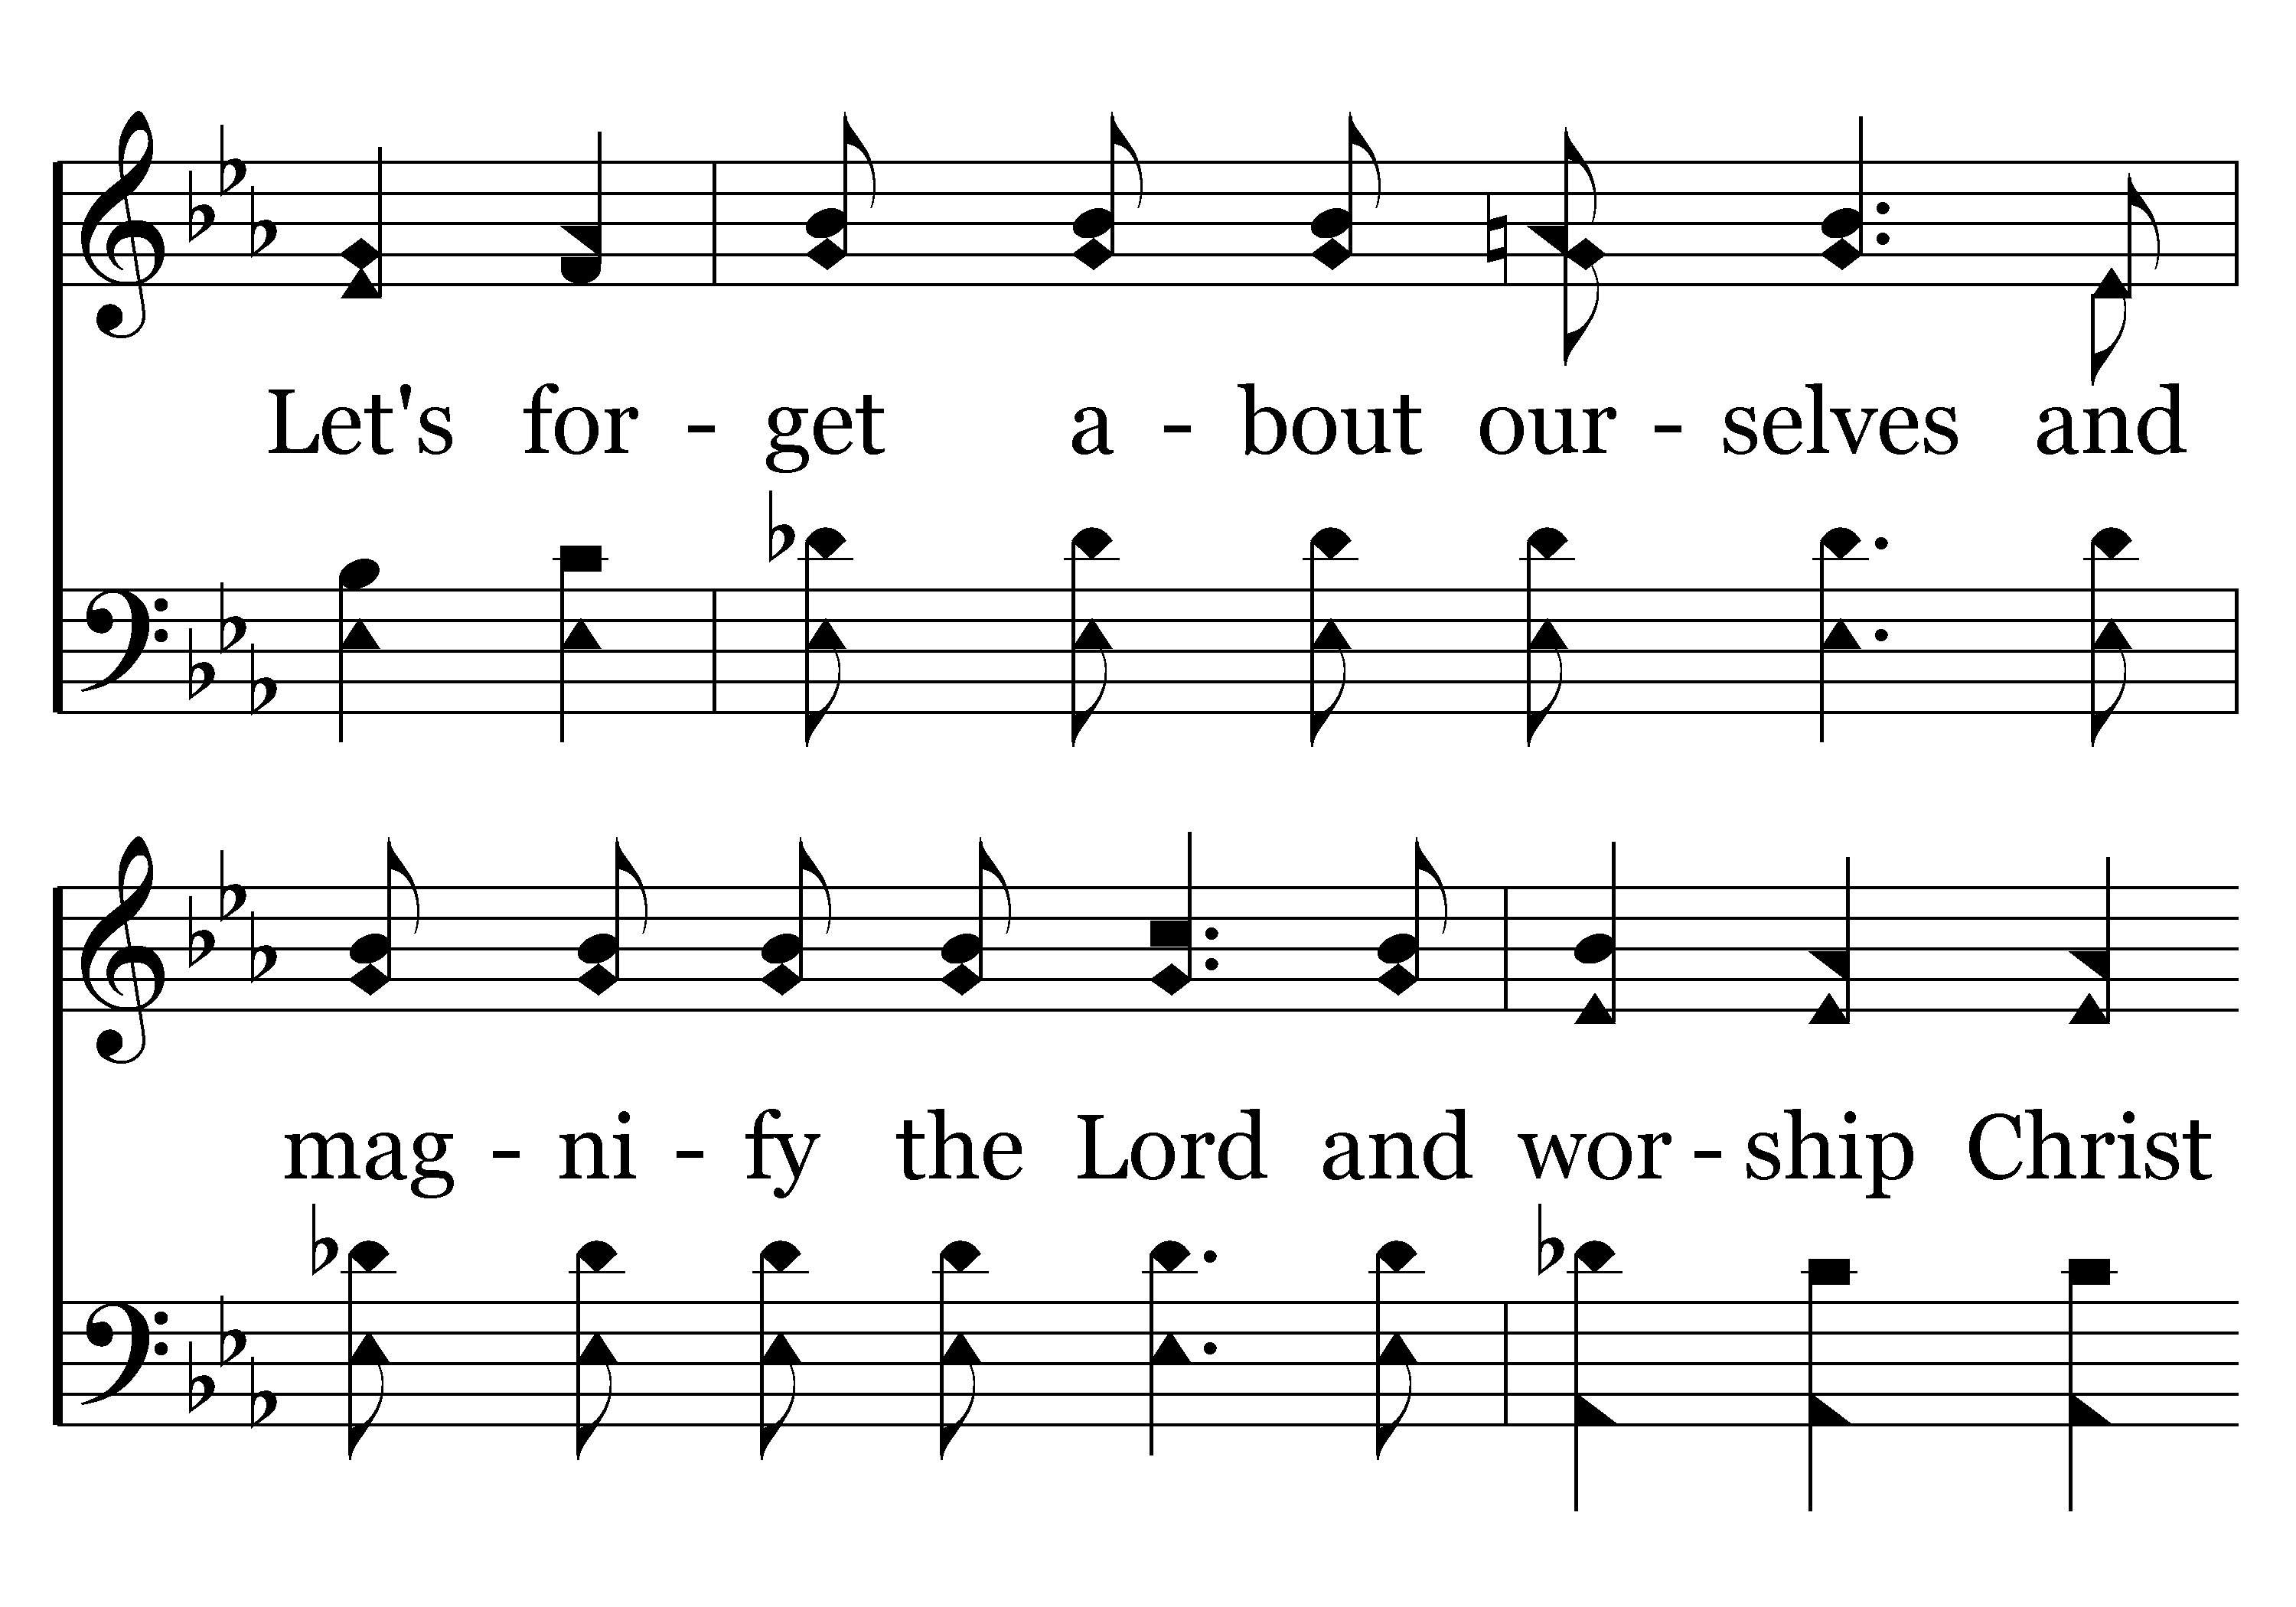 Let's for - get a - bout our - selves and
mag - ni - fy the Lord and wor - ship Christ